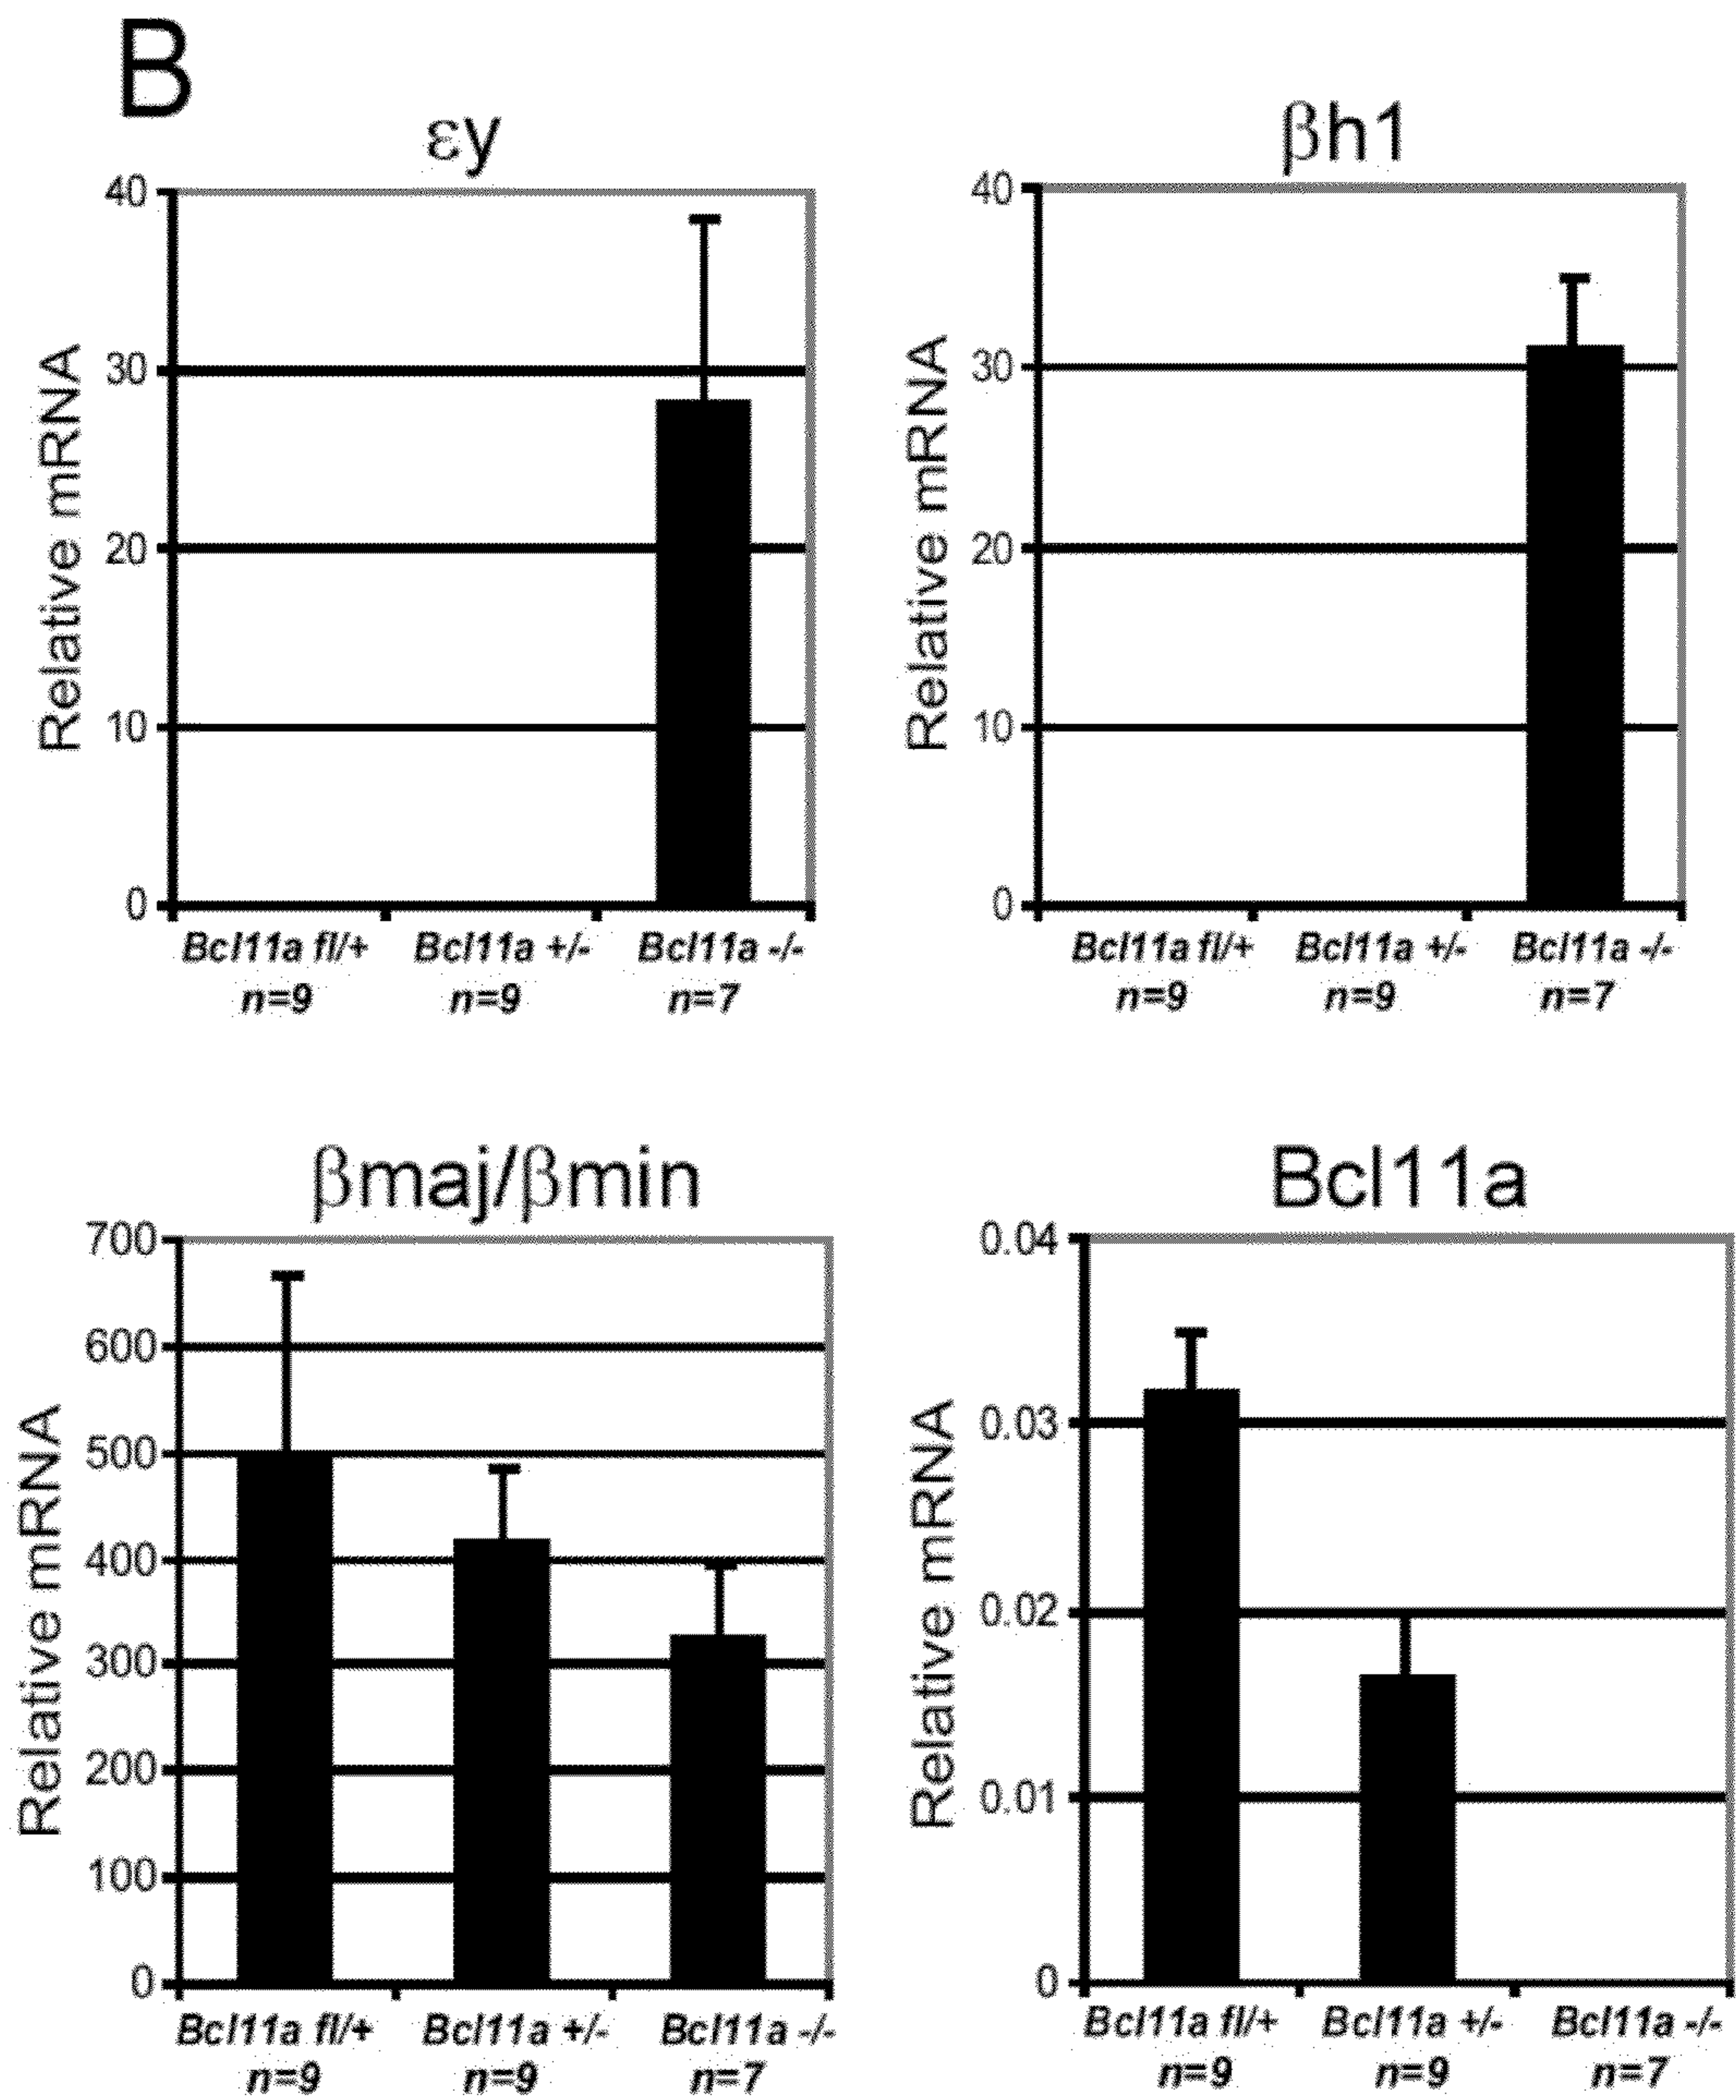 B
εy
Relative mRNA
40
30
20
10
0
Bcl11a fl/+ Bcl11a +/- Bcl11a -/-
n=9 n=9 n=7
βh1
Relative mRNA
40
30
20
10
0
Bcl11a fl/+ Bcl11a +/- Bcl11a -/-
n=9 n=9 n=7
βmaj/βmin
Relative mRNA
700
600
500
400
300
200
100
0
Bcl11a fl/+ Bcl11a +/- Bcl11a -/-
n=9 n=9 n=7
Bcl11a
Relative mRNA
0.04
0.03
0.02
0.01
0
Bcl11a fl/+ Bcl11a +/- Bcl11a -/-
n=9 n=9 n=7